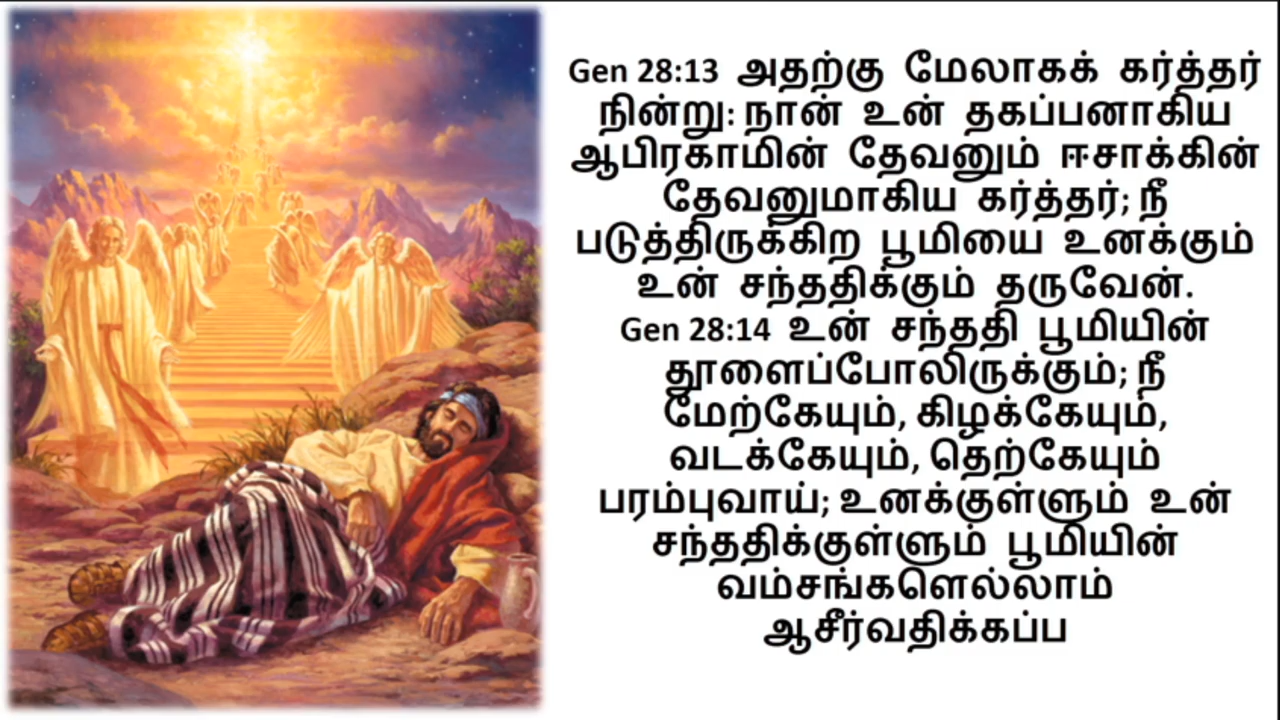 Gen 28:13 அதற்கு மேலாகக் கர்த்தர்
நின்று: நான் உன் தகப்பனாகிய
ஆபிரகாமின் தேவனும் ஈசாக்கின்
தேவனுமாகிய கர்த்தர்; நீ
படுத்திருக்கிற பூமியை உனக்கும்
உன் சந்ததிக்கும் தருவேன்.
Gen 28:14 உன் சந்ததி பூமியின்
தூளைப்போலிருக்கும்; நீ
மேற்கேயும், கிழக்கேயும்,
வடக்கேயும், தெற்கேயும்
பரம்புவாய்; உனக்குள்ளும் உன்
சந்ததிக்குள்ளும் பூமியின்
வம்சங்களெல்லாம்
ஆசீர்வதிக்கப்ப